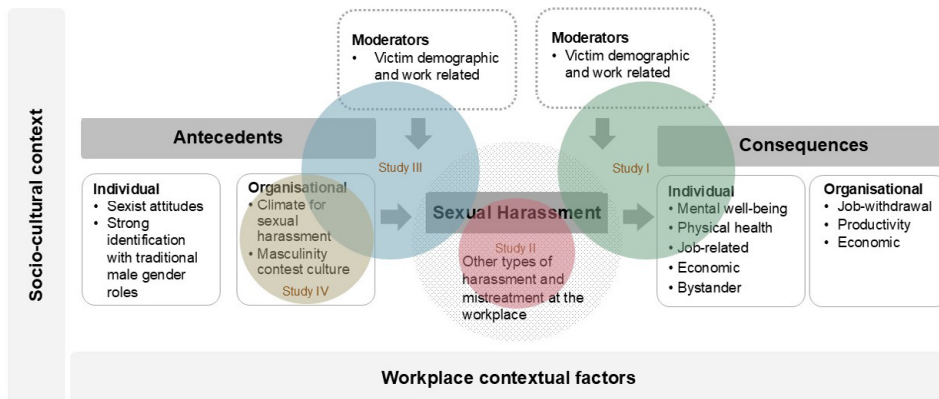 Socio-cultural context
Moderators
• Victim demographic
and work related
Moderators
• Victim demographic
and work related
Antecedents
Study III
Study I
Consequences
Individual
• Sexist attitudes
• Strong
identification
with traditional
male gender
roles
Organisational
• Climate for
sexual
harassment
• Masculinity
contest culture
Study IV
Sexual Harassment
Study II
Other types of
harassment and
mistreatment at the
workplace
Individual
• Mental well-being
• Physical health
• Job-related
• Economic
• Bystander
Organisational
• Job-withdrawal
• Productivity
• Economic
Workplace contextual factors